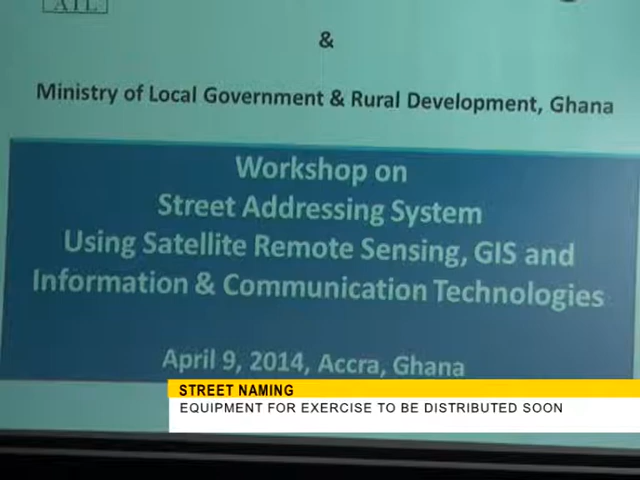 ATL
&
Ministry of Local Government & Rural Development, Ghana
Workshop on
Street Addressing System
Using Satellite Remote Sensing, GIS and
Information & Communication Technologies
April 9, 2014, Accra, Ghana
STREET NAMING
EQUIPMENT FOR EXERCISE TO BE DISTRIBUTED SOON